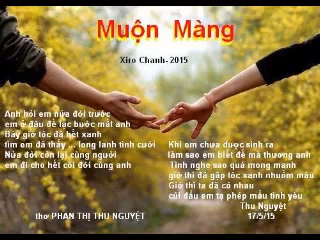 Muộn Màng
Xiro Chanh-2015
Anh hỏi em nửa đời trước
em ở đâu để lạc bước mất anh
Bây giờ tóc đã hết xanh
tìm em đã thấy ... long lanh tình cười
Nửa đời còn lại cùng người
em đi cho hết cõi đời cùng anh
thơ PHAN THỊ THU NGUYỆT
Khi em chưa được sinh ra
làm sao em biết để mà thương anh
Tình nghe sao quá mong manh
giờ thì đã gặp tóc xanh nhuộm màu
Giờ thì ta đã có nhau
cúi đầu em tạ phép mầu tình yêu
Thu Nguyệt
17/5/15